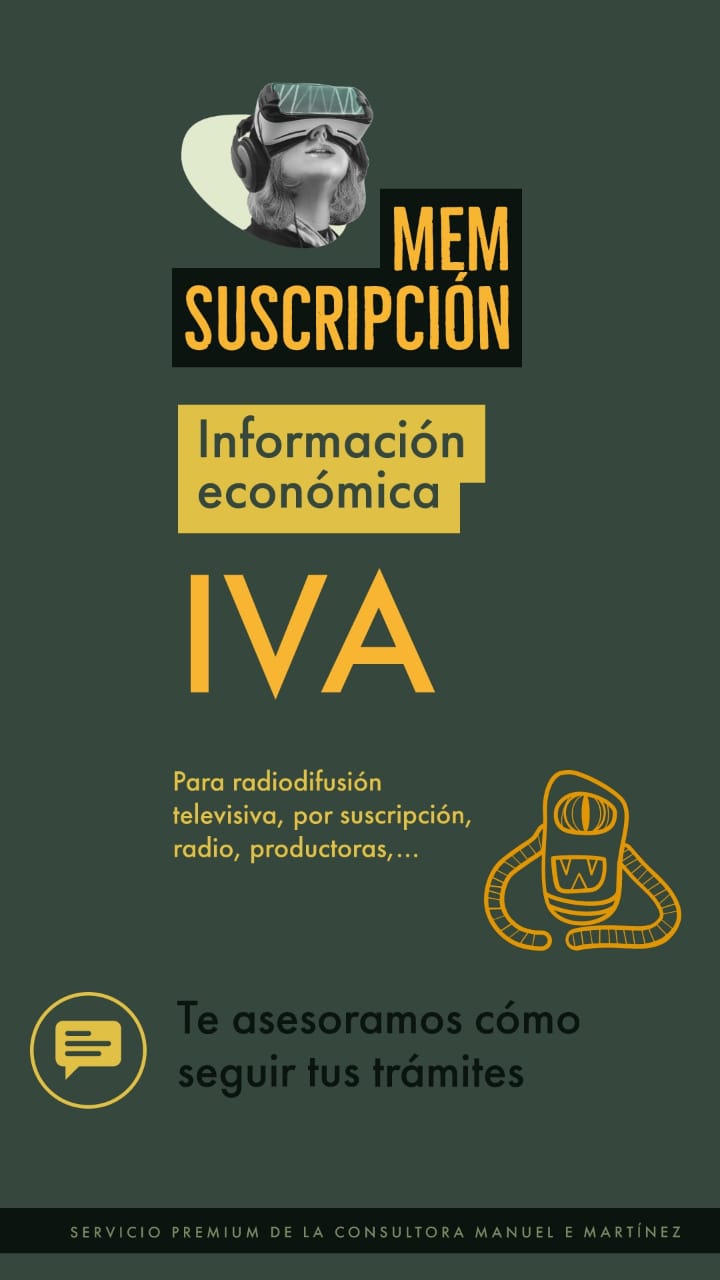 MEM
SUSCRIPCIÓN
Información
económica
IVA
Para radiodifusión
televisiva, por suscripción,
radio, productoras,...
Te asesoramos cómo
seguir tus trámites
SERVICIO PREMIUM DE LA CONSULTORA MANUEL E MARTÍNEZ